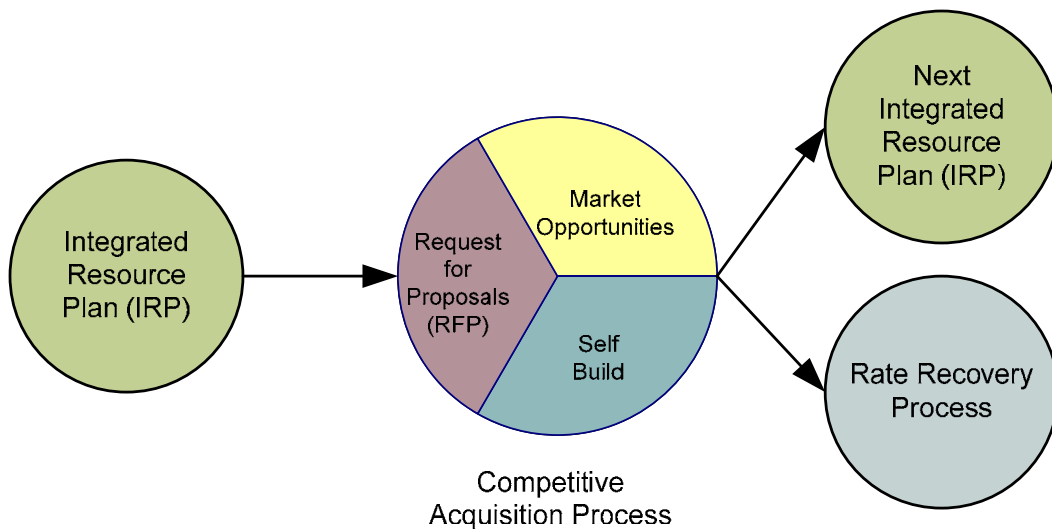 Integrated
Resource
Plan (IRP)
Request
for
Proposals
(RFP)
Market
Opportunities
Self
Build
Competitive
Acquisition Process
Next
Integrated
Resource
Plan (IRP)
Rate Recovery
Process